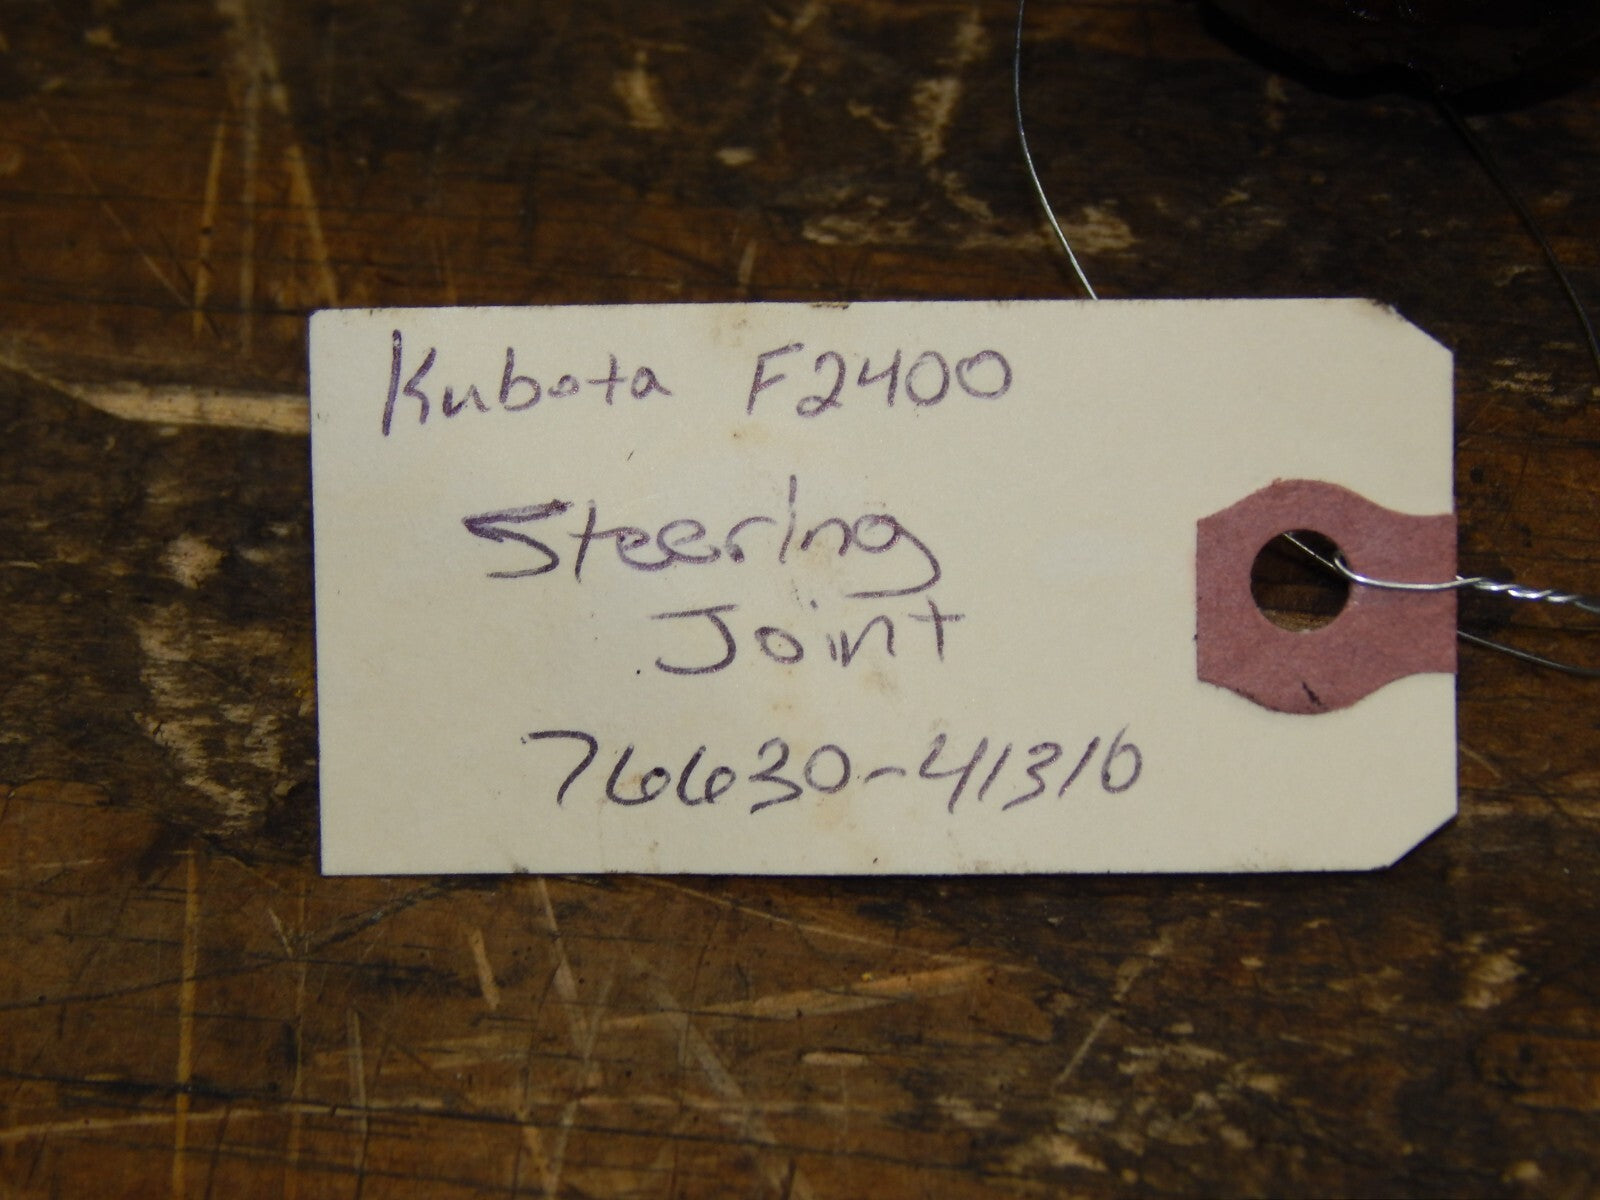 Kubota F2400
Steering
Joint
76630-41310